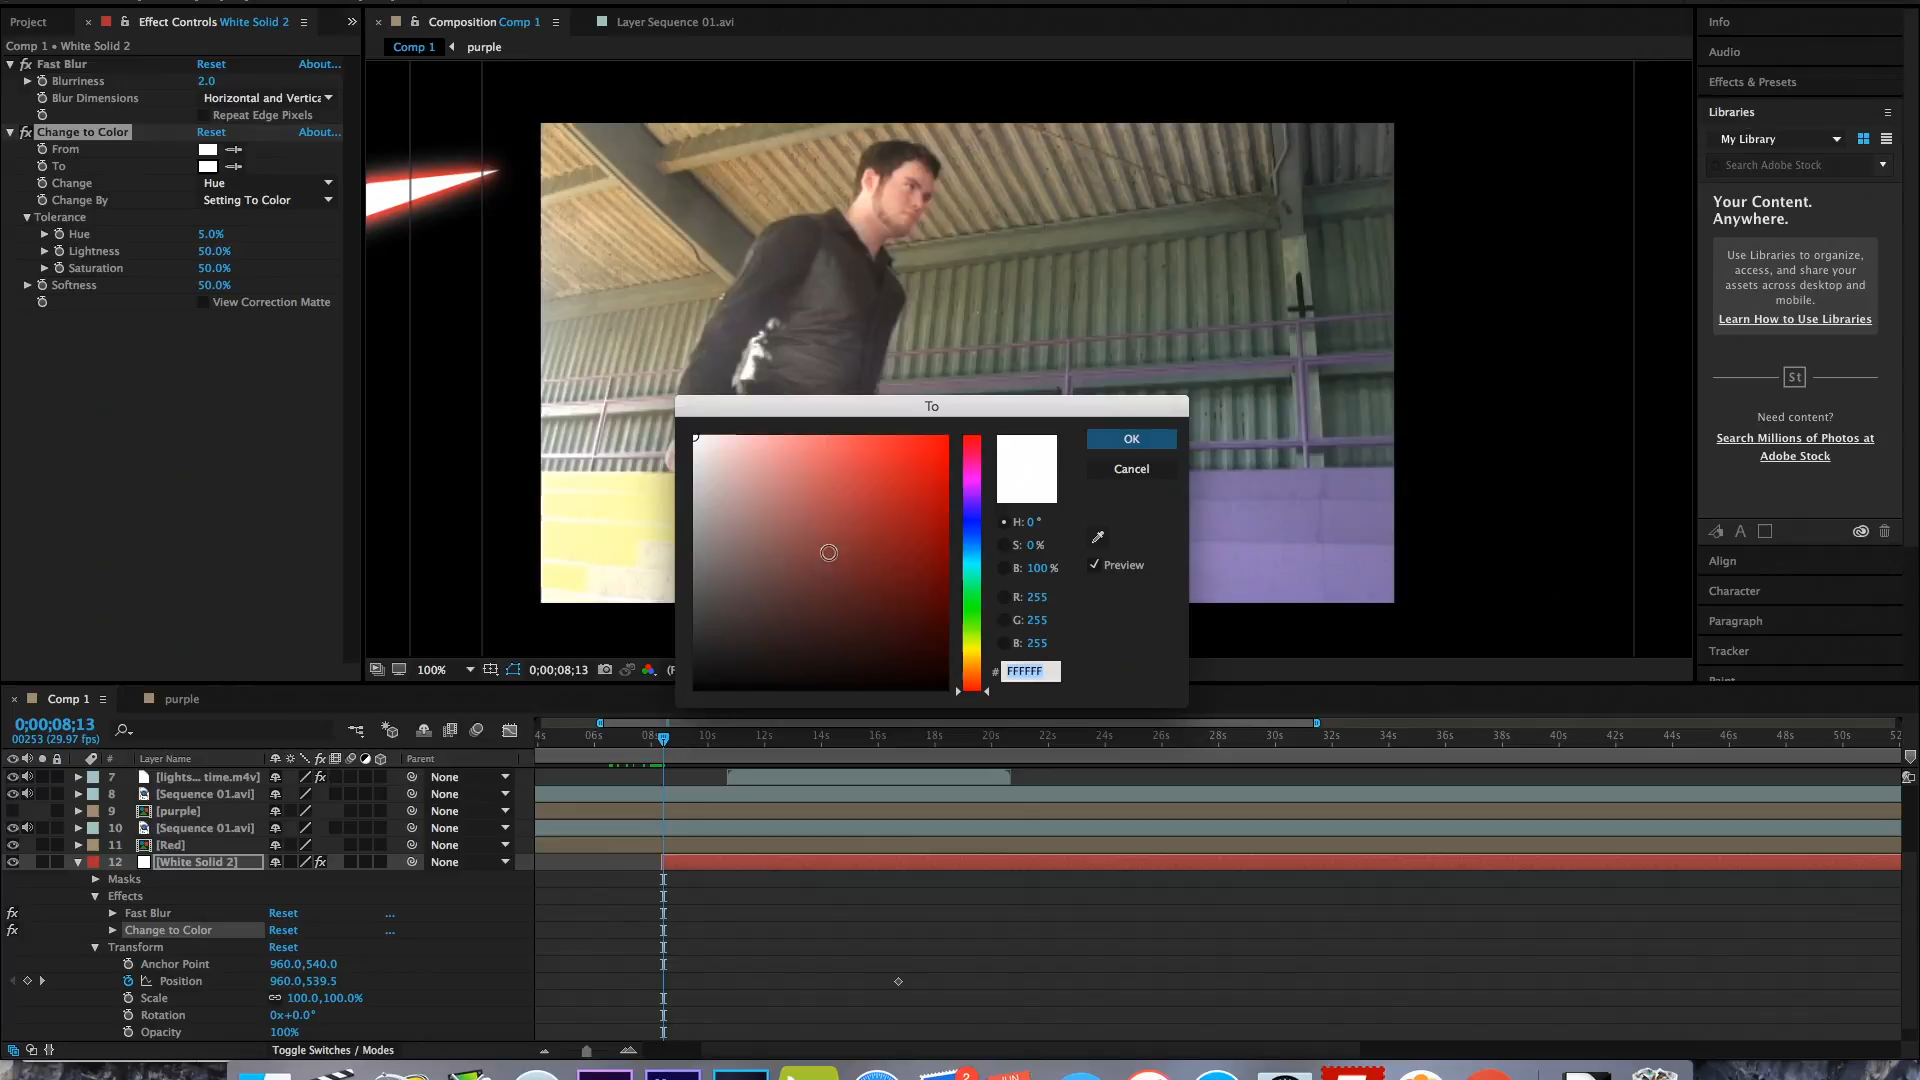 Project
Effect Controls White Solid 2
Composition Comp 1
Layer Sequence 01.avi
Info
Comp 1 • White Solid 2
Comp 1
purple
Audio
Fast Blur Reset About...
Blurriness 2.0
Effects & Presets
Blur Dimensions Horizontal and Vertica
Repeat Edge Pixels
Libraries
Change to Color Reset About...
My Library
From
To
Search Adobe Stock
Change Hue
Change By Setting To Color
Your Content.
Anywhere.
Tolerance
Hue 5.0%
Lightness 50.0%
Saturation 50.0%
Softness 50.0%
View Correction Matte
Use Libraries to organize,
access, and share your
assets across desktop and
mobile.
Learn How to Use Libraries
St
Need content?
Search Millions of Photos at
Adobe Stock
To
OK
Cancel
H: 0 °
S: 0 %
B: 100 %
Preview
R: 255
G: 255
B: 255
# FFFFFF
Align
Character
Paragraph
Tracker
100%
0;00;08;13
Comp 1
purple
0;00;08;13
00253 (29.97 fps)
4s 06s 08s 10s 12s 14s 16s 18s 20s 22s 24s 26s 28s 30s 32s 34s 36s 38s 40s 42s 44s 46s 48s 50s 52
# Layer Name Parent
7 [lights... time.m4v] None
8 [Sequence 01.avi] None
9 [purple] None
10 [Sequence 01.avi] None
11 [Red] None
12 [White Solid 2] None
Masks
Effects
fx Fast Blur Reset ...
fx Change to Color Reset ...
Transform Reset
Anchor Point 960.0,540.0
Position 960.0,539.5
Scale 100.0,100.0%
Rotation 0x+0.0°
Opacity 100%
Toggle Switches / Modes
2
JUN